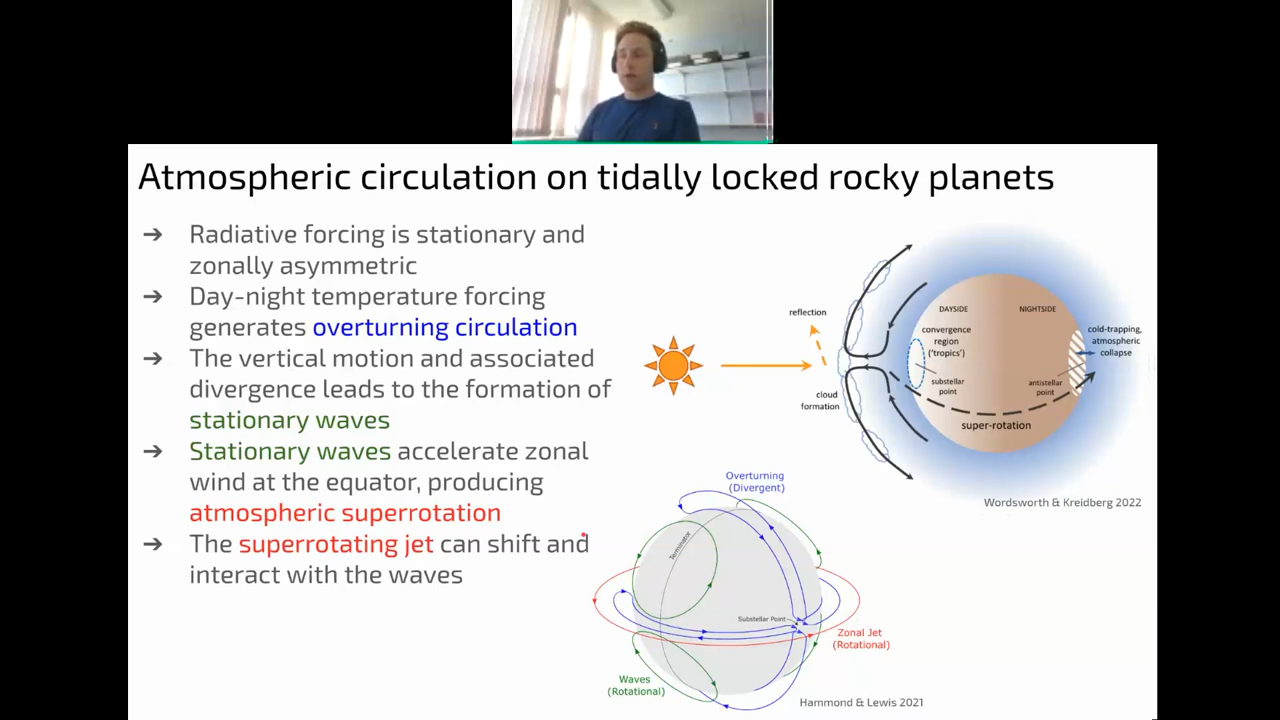 Atmospheric circulation on tidally locked rocky planets
➔ Radiative forcing is stationary and
zonally asymmetric
➔ Day-night temperature forcing
generates overturning circulation
➔ The vertical motion and associated
divergence leads to the formation of
stationary waves
➔ Stationary waves accelerate zonal
wind at the equator, producing
atmospheric superrotation
➔ The superrotating jet can shift and
interact with the waves
reflection
cloud
formation
DAYSIDE
NIGHTSIDE
convergence
region
('tropics')
substellar
point
antistellar
point
super-rotation
cold-trapping,
atmospheric
collapse
Wordsworth & Kreidberg 2022
Overturning
(Divergent)
Terminator
Substellar Point
Zonal Jet
(Rotational)
Waves
(Rotational)
Hammond & Lewis 2021